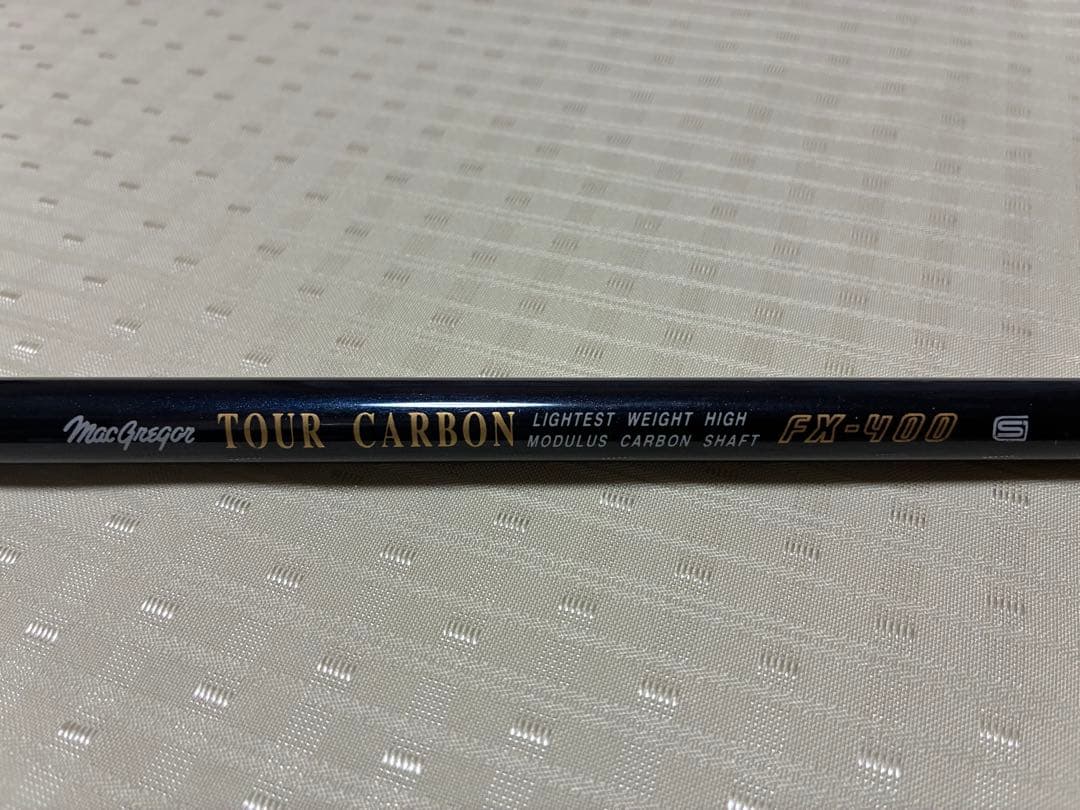 MacGregor TOUR CARBON LIGHTEST WEIGHT HIGH MODULUS CARBON SHAFT FX-400 S